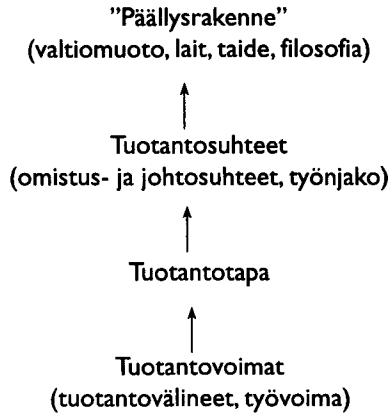 ”Päällysrakenne”
(valtiomuoto, lait, taide, filosofia)
Tuotantosuhteet
(omistus- ja johtosuhteet, työnjako)
Tuotantotapa
Tuotantovoimat
(tuotantovälineet, työvoima)